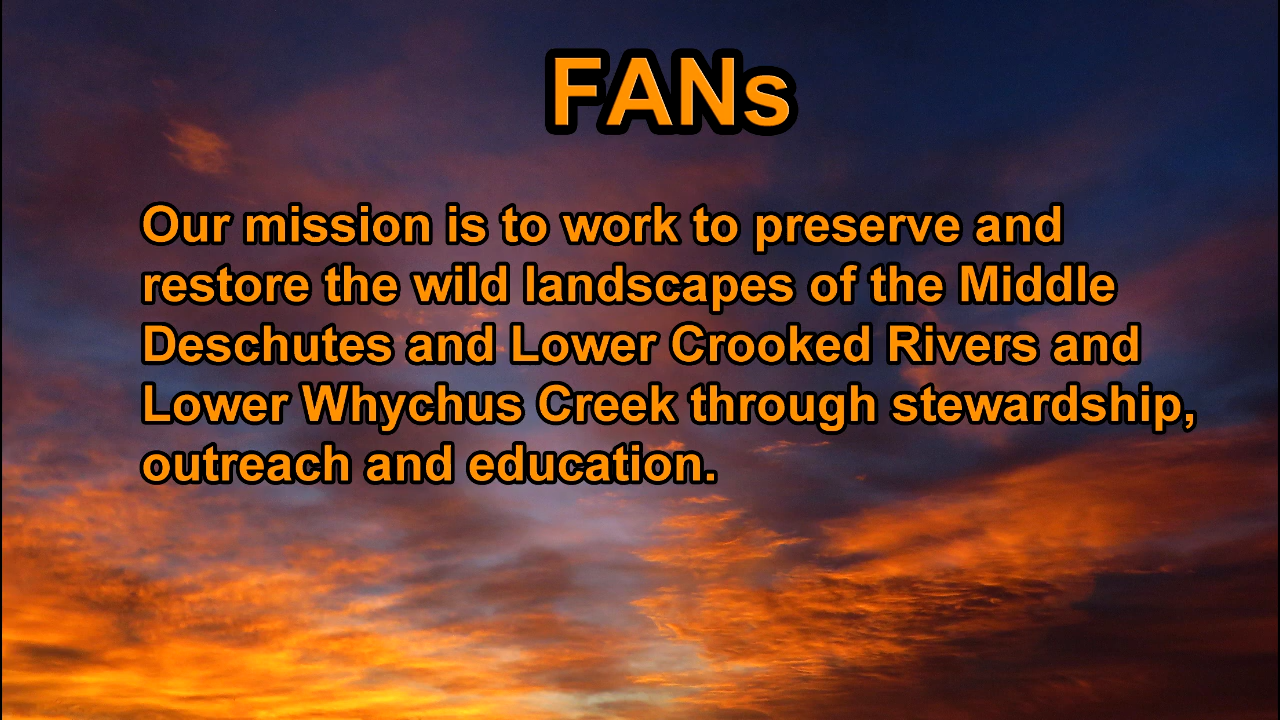 FANs
Our mission is to work to preserve and
restore the wild landscapes of the Middle
Deschutes and Lower Crooked Rivers and
Lower Whychus Creek through stewardship,
outreach and education.